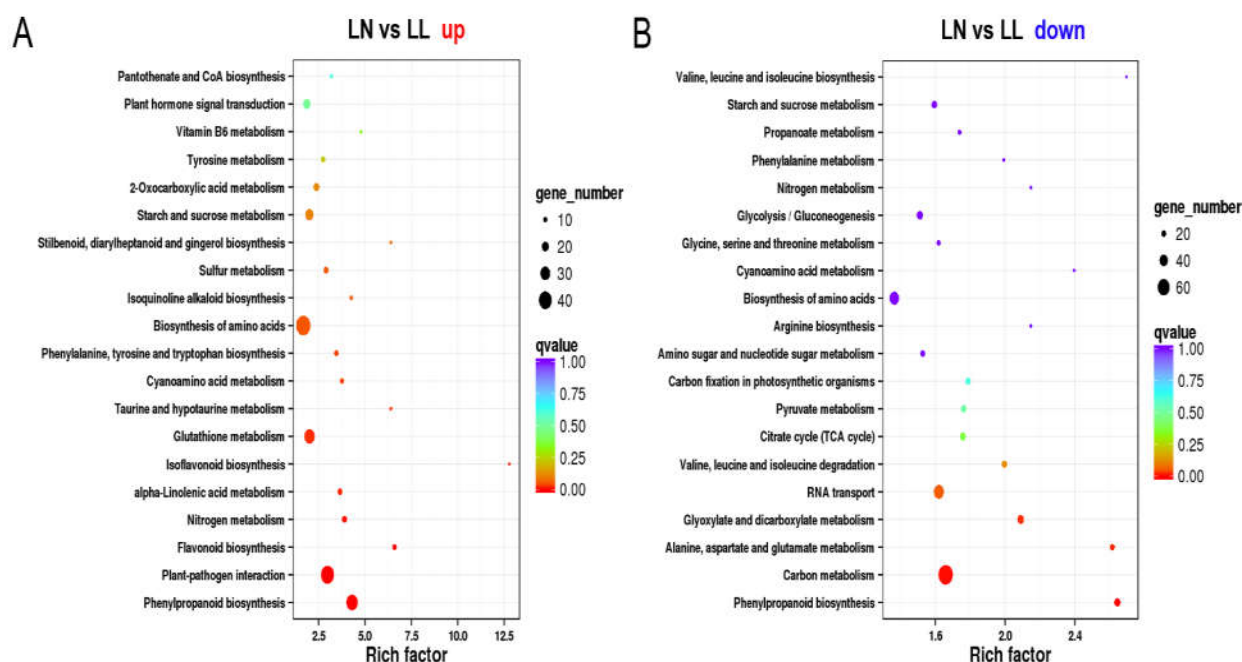 A
LN vs LL up
Pantothenate and CoA biosynthesis
Plant hormone signal transduction
Vitamin B6 metabolism
Tyrosine metabolism
2-Oxocarboxylic acid metabolism
Starch and sucrose metabolism
Stilbenoid, diarylheptanoid and gingerol biosynthesis
Sulfur metabolism
Isoquinoline alkaloid biosynthesis
Biosynthesis of amino acids
Phenylalanine, tyrosine and tryptophan biosynthesis
Cyanoamino acid metabolism
Taurine and hypotaurine metabolism
Glutathione metabolism
Isoflavonoid biosynthesis
alpha-Linolenic acid metabolism
Nitrogen metabolism
Flavonoid biosynthesis
Plant-pathogen interaction
Phenylpropanoid biosynthesis
2.5 5.0 7.5 10.0 12.5
Rich factor
gene_number
10
20
30
40
qvalue
1.00
0.75
0.50
0.25
0.00
B
LN vs LL down
Valine, leucine and isoleucine biosynthesis
Starch and sucrose metabolism
Propanoate metabolism
Phenylalanine metabolism
Nitrogen metabolism
Glycolysis / Gluconeogenesis
Glycine, serine and threonine metabolism
Cyanoamino acid metabolism
Biosynthesis of amino acids
Arginine biosynthesis
Amino sugar and nucleotide sugar metabolism
Carbon fixation in photosynthetic organisms
Pyruvate metabolism
Citrate cycle (TCA cycle)
Valine, leucine and isoleucine degradation
RNA transport
Glyoxylate and dicarboxylate metabolism
Alanine, aspartate and glutamate metabolism
Carbon metabolism
Phenylpropanoid biosynthesis
1.6 2.0 2.4
Rich factor
gene_number
20
40
60
qvalue
1.00
0.75
0.50
0.25
0.00